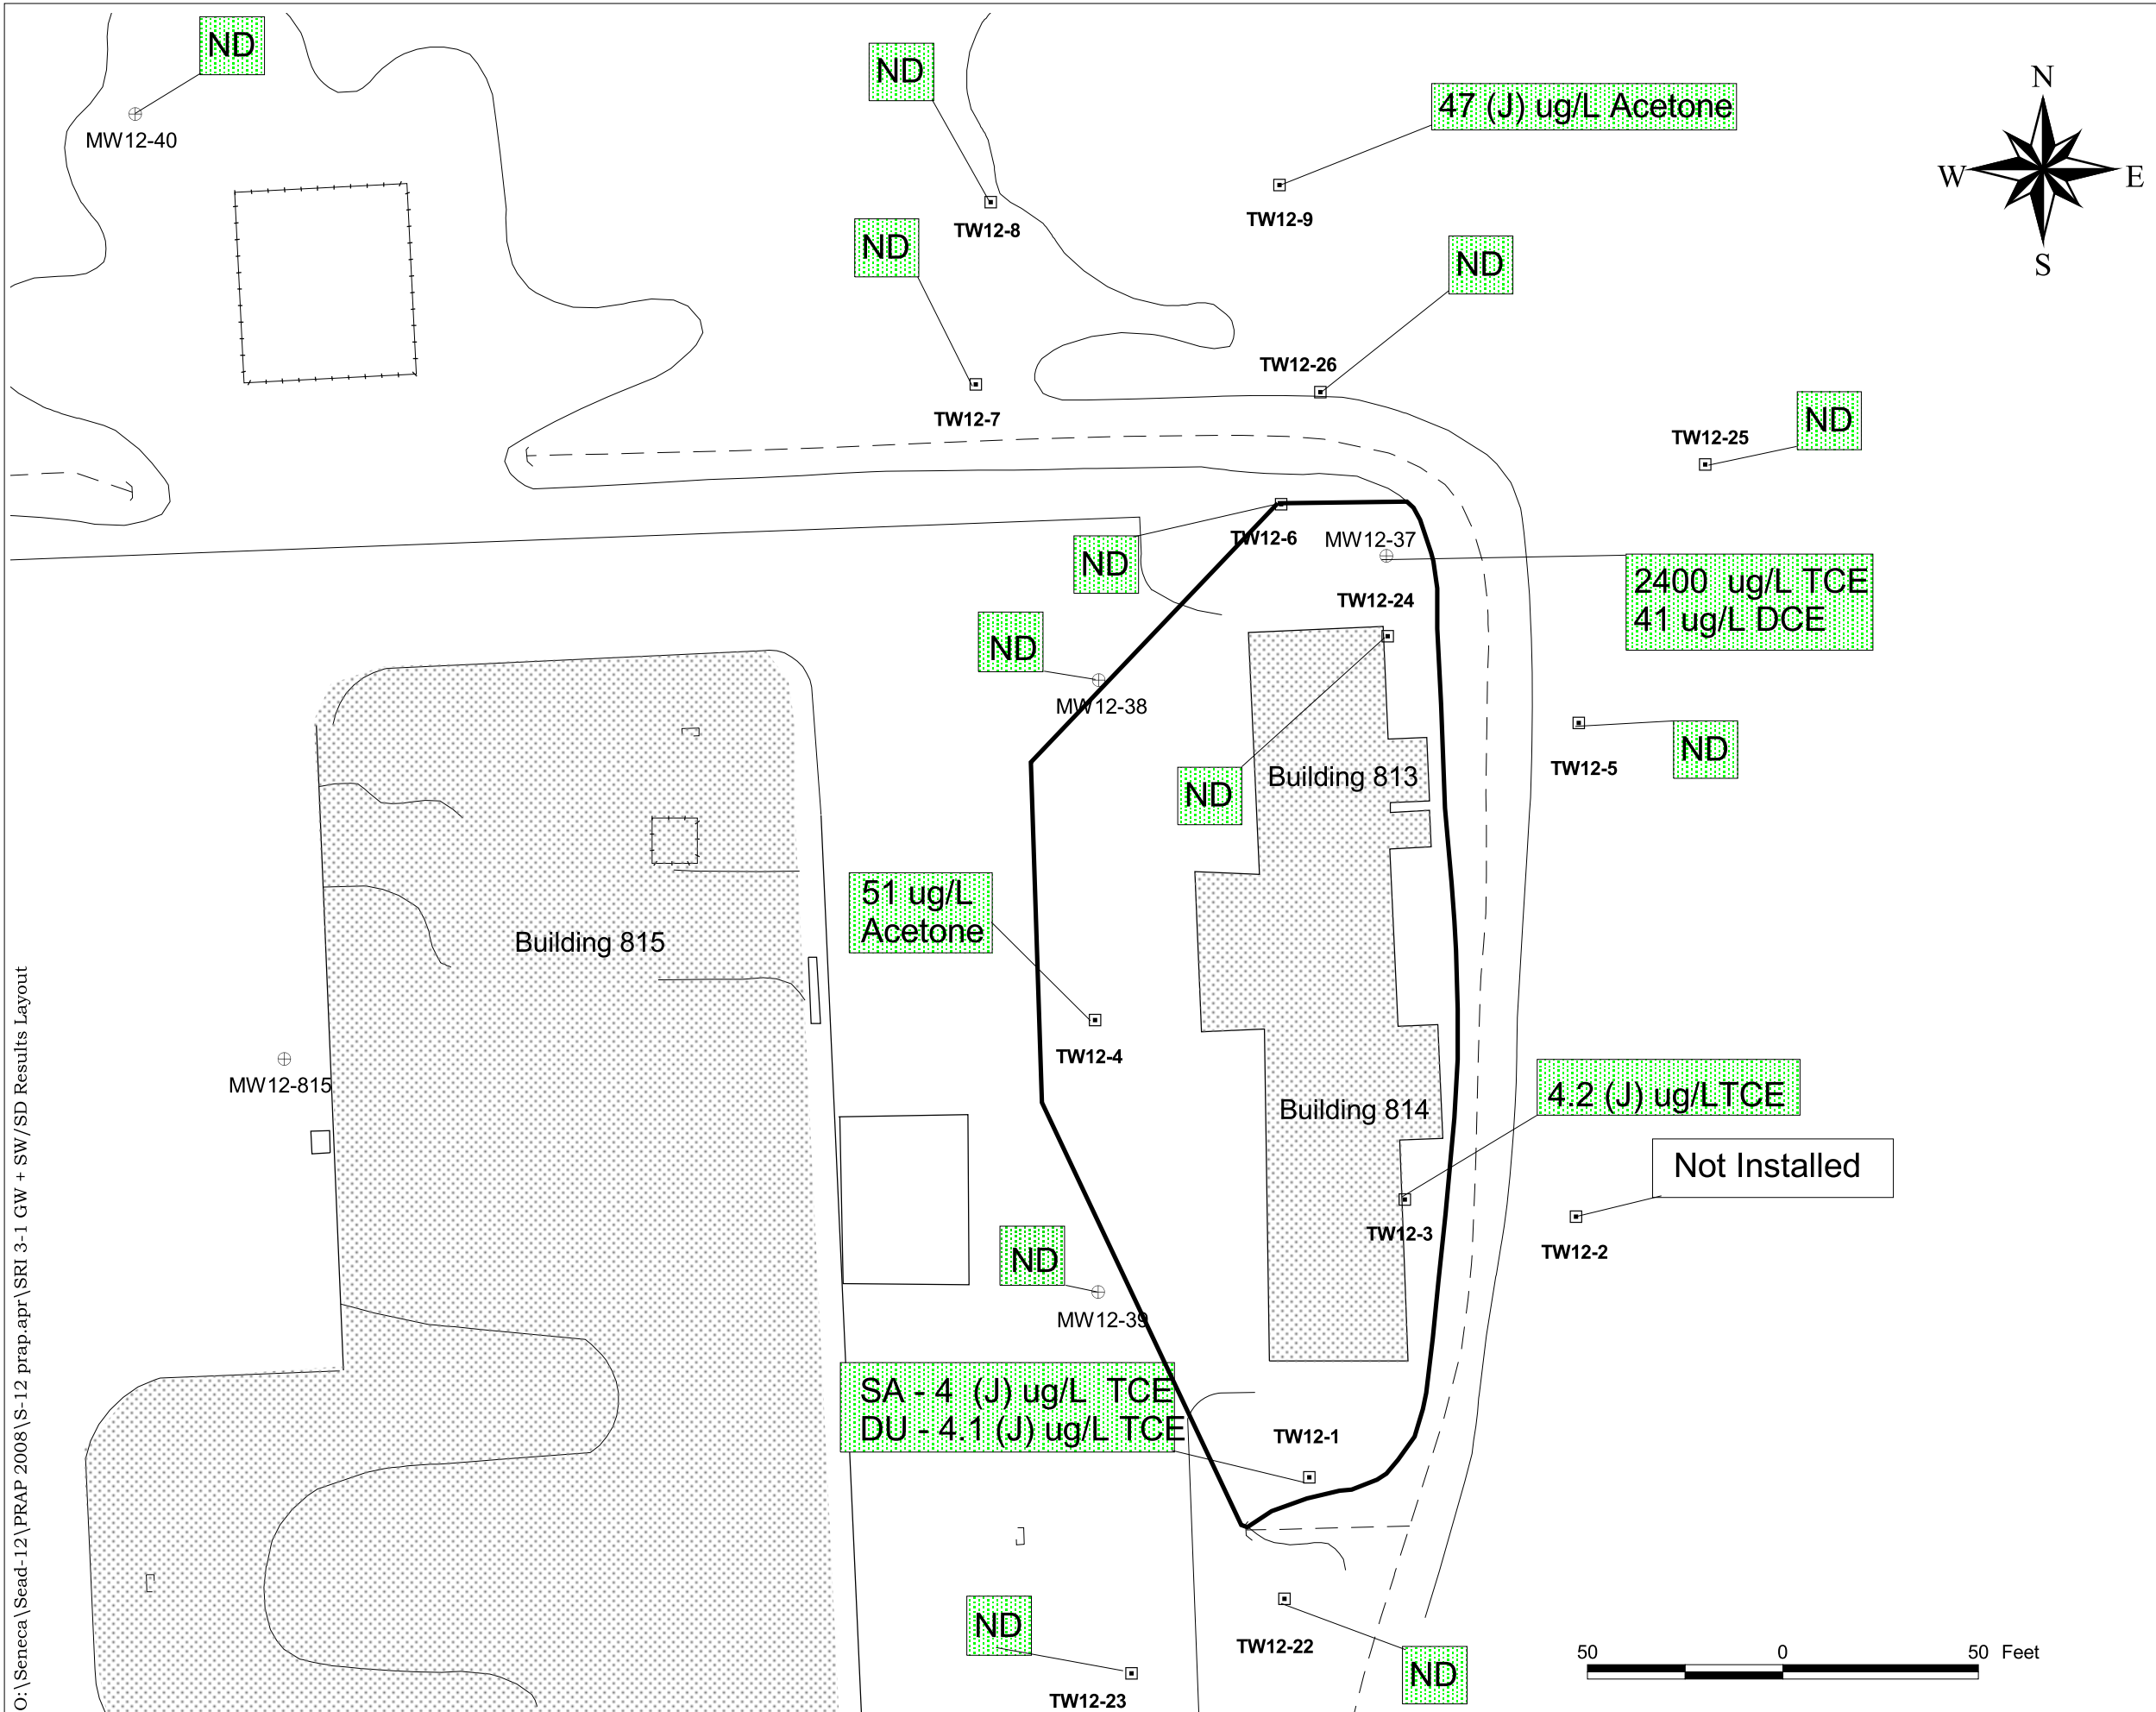 ND
MW12-40
ND
TW12-8
47 (J) ug/L Acetone
TW12-9
N
W
E
S
ND
TW12-7
ND
TW12-26
TW12-25
ND
TW12-6
ND
MW12-37
2400 ug/L TCE
41 ug/L DCE
TW12-24
ND
MW12-38
ND
Building 813
TW12-5
ND
51 ug/L
Acetone
Building 815
TW12-4
MW12-815
Building 814
4.2 (J) ug/LTCE
Not Installed
TW12-3
TW12-2
ND
MW12-39
SA - 4 (J) ug/L TCE
DU - 4.1 (J) ug/L TCE
TW12-1
ND
TW12-23
TW12-22
ND
50 0 50 Feet
O:\Seneca\Sead-12\PRAP 2008\S-12 prap.apr\SRI 3-1 GW + SW/SD Results Layout